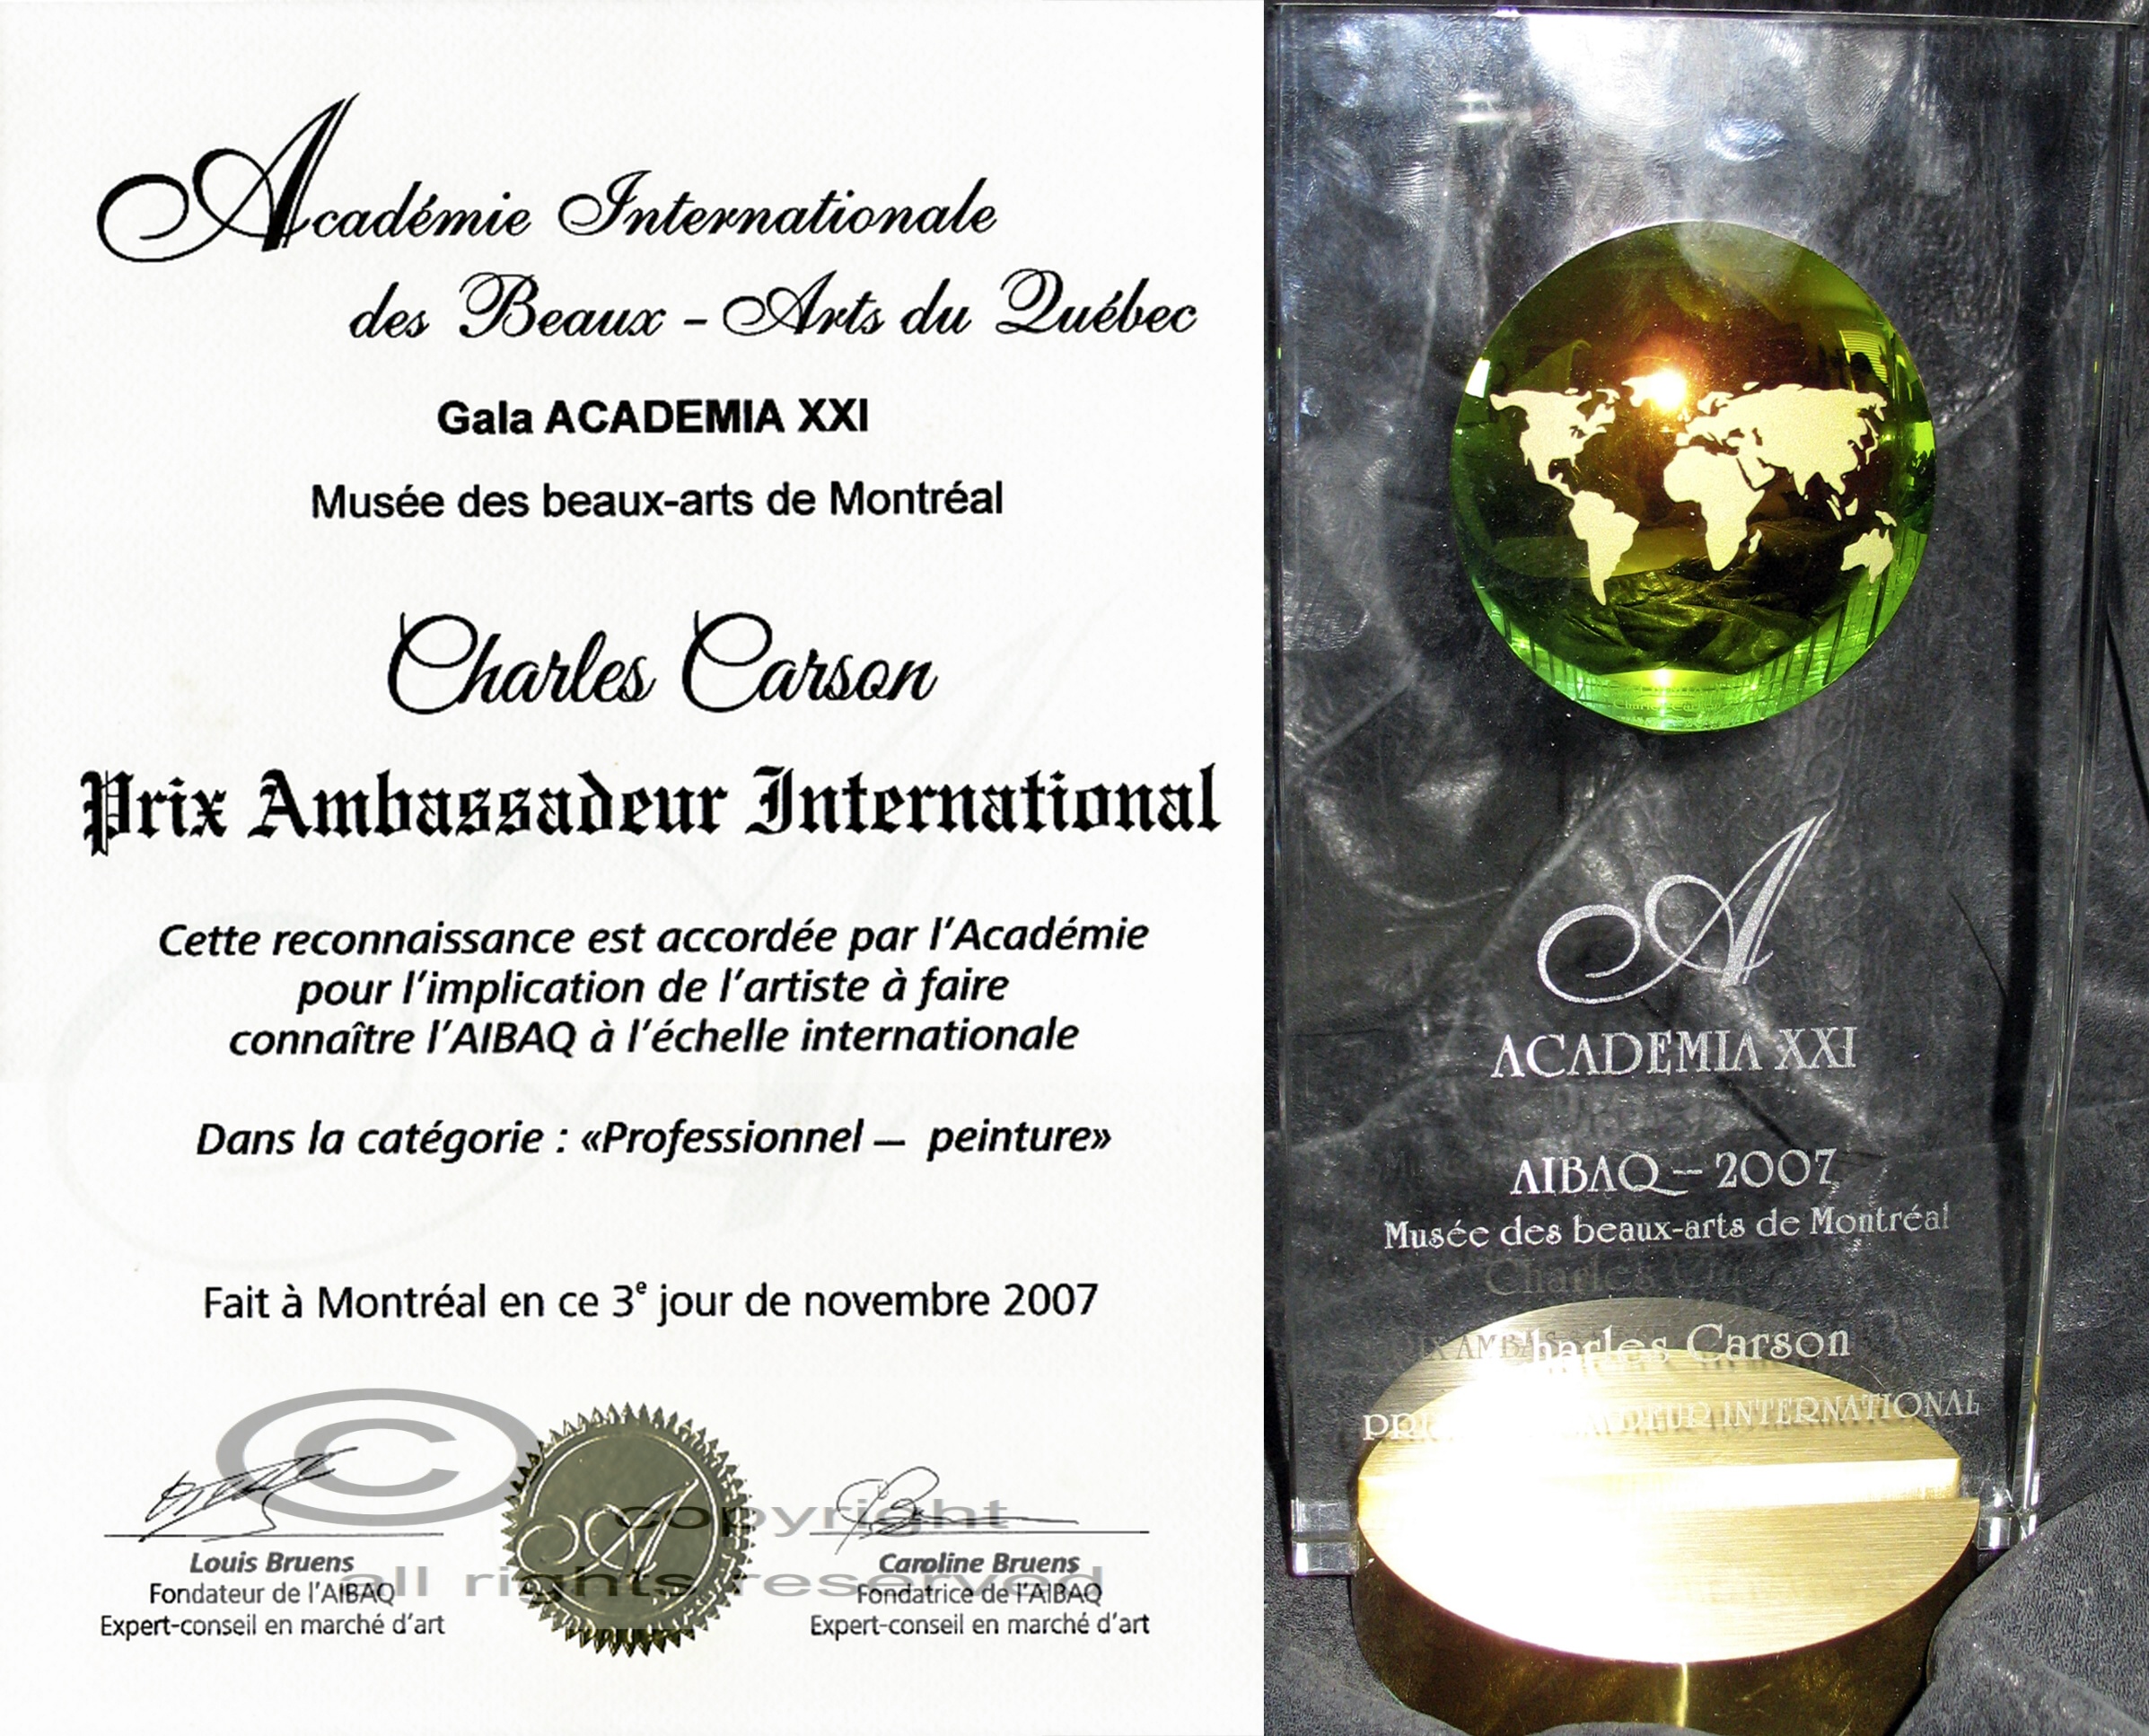 Académie Internationale
des Beaux - Arts du Québec
Gala ACADEMIA XXI
Musée des beaux-arts de Montréal
Charles Carson
Prix Ambassadeur International
Cette reconnaissance est accordée par l'Académie
pour l'implication de l'artiste à faire
connaître l'AIBAQ à l'échelle internationale
Dans la catégorie : «Professionnel — peinture»
Fait à Montréal en ce 3e jour de novembre 2007
©
copyright
all rights reserved
A
Louis Bruens
Fondateur de l'AIBAQ
Expert-conseil en marché d'art
Caroline Bruens
Fondatrice de l'AIBAQ
Expert-conseil en marché d'art
A
ACADEMIA XXI
AIBAQ — 2007
Musée des beaux-arts de Montréal
Charles Carson
INTERNATIONAL